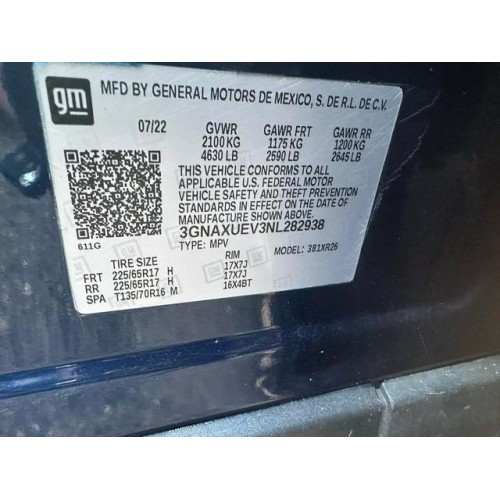 gm
MFD BY GENERAL MOTORS DE MEXICO, S. DE R.L. DE C.V.
07/22 GVWR GAWR FRT GAWR RR
2100 KG 1175 KG 1200 KG
4630 LB 2590 LB 2645 LB
THIS VEHICLE CONFORMS TO ALL
APPLICABLE U.S. FEDERAL MOTOR
VEHICLE SAFETY AND THEFT PREVENTION
STANDARDS IN EFFECT ON THE DATE OF
MANUFACTURE SHOWN ABOVE.
3GNAXUEV3NL282938
611G TYPE: MPV MODEL: 381XR26
TIRE SIZE RIM
FRT 225/65R17 H 17X7J
RR 225/65R17 H 17X7J
SPA T135/70R16 M 16X4BT